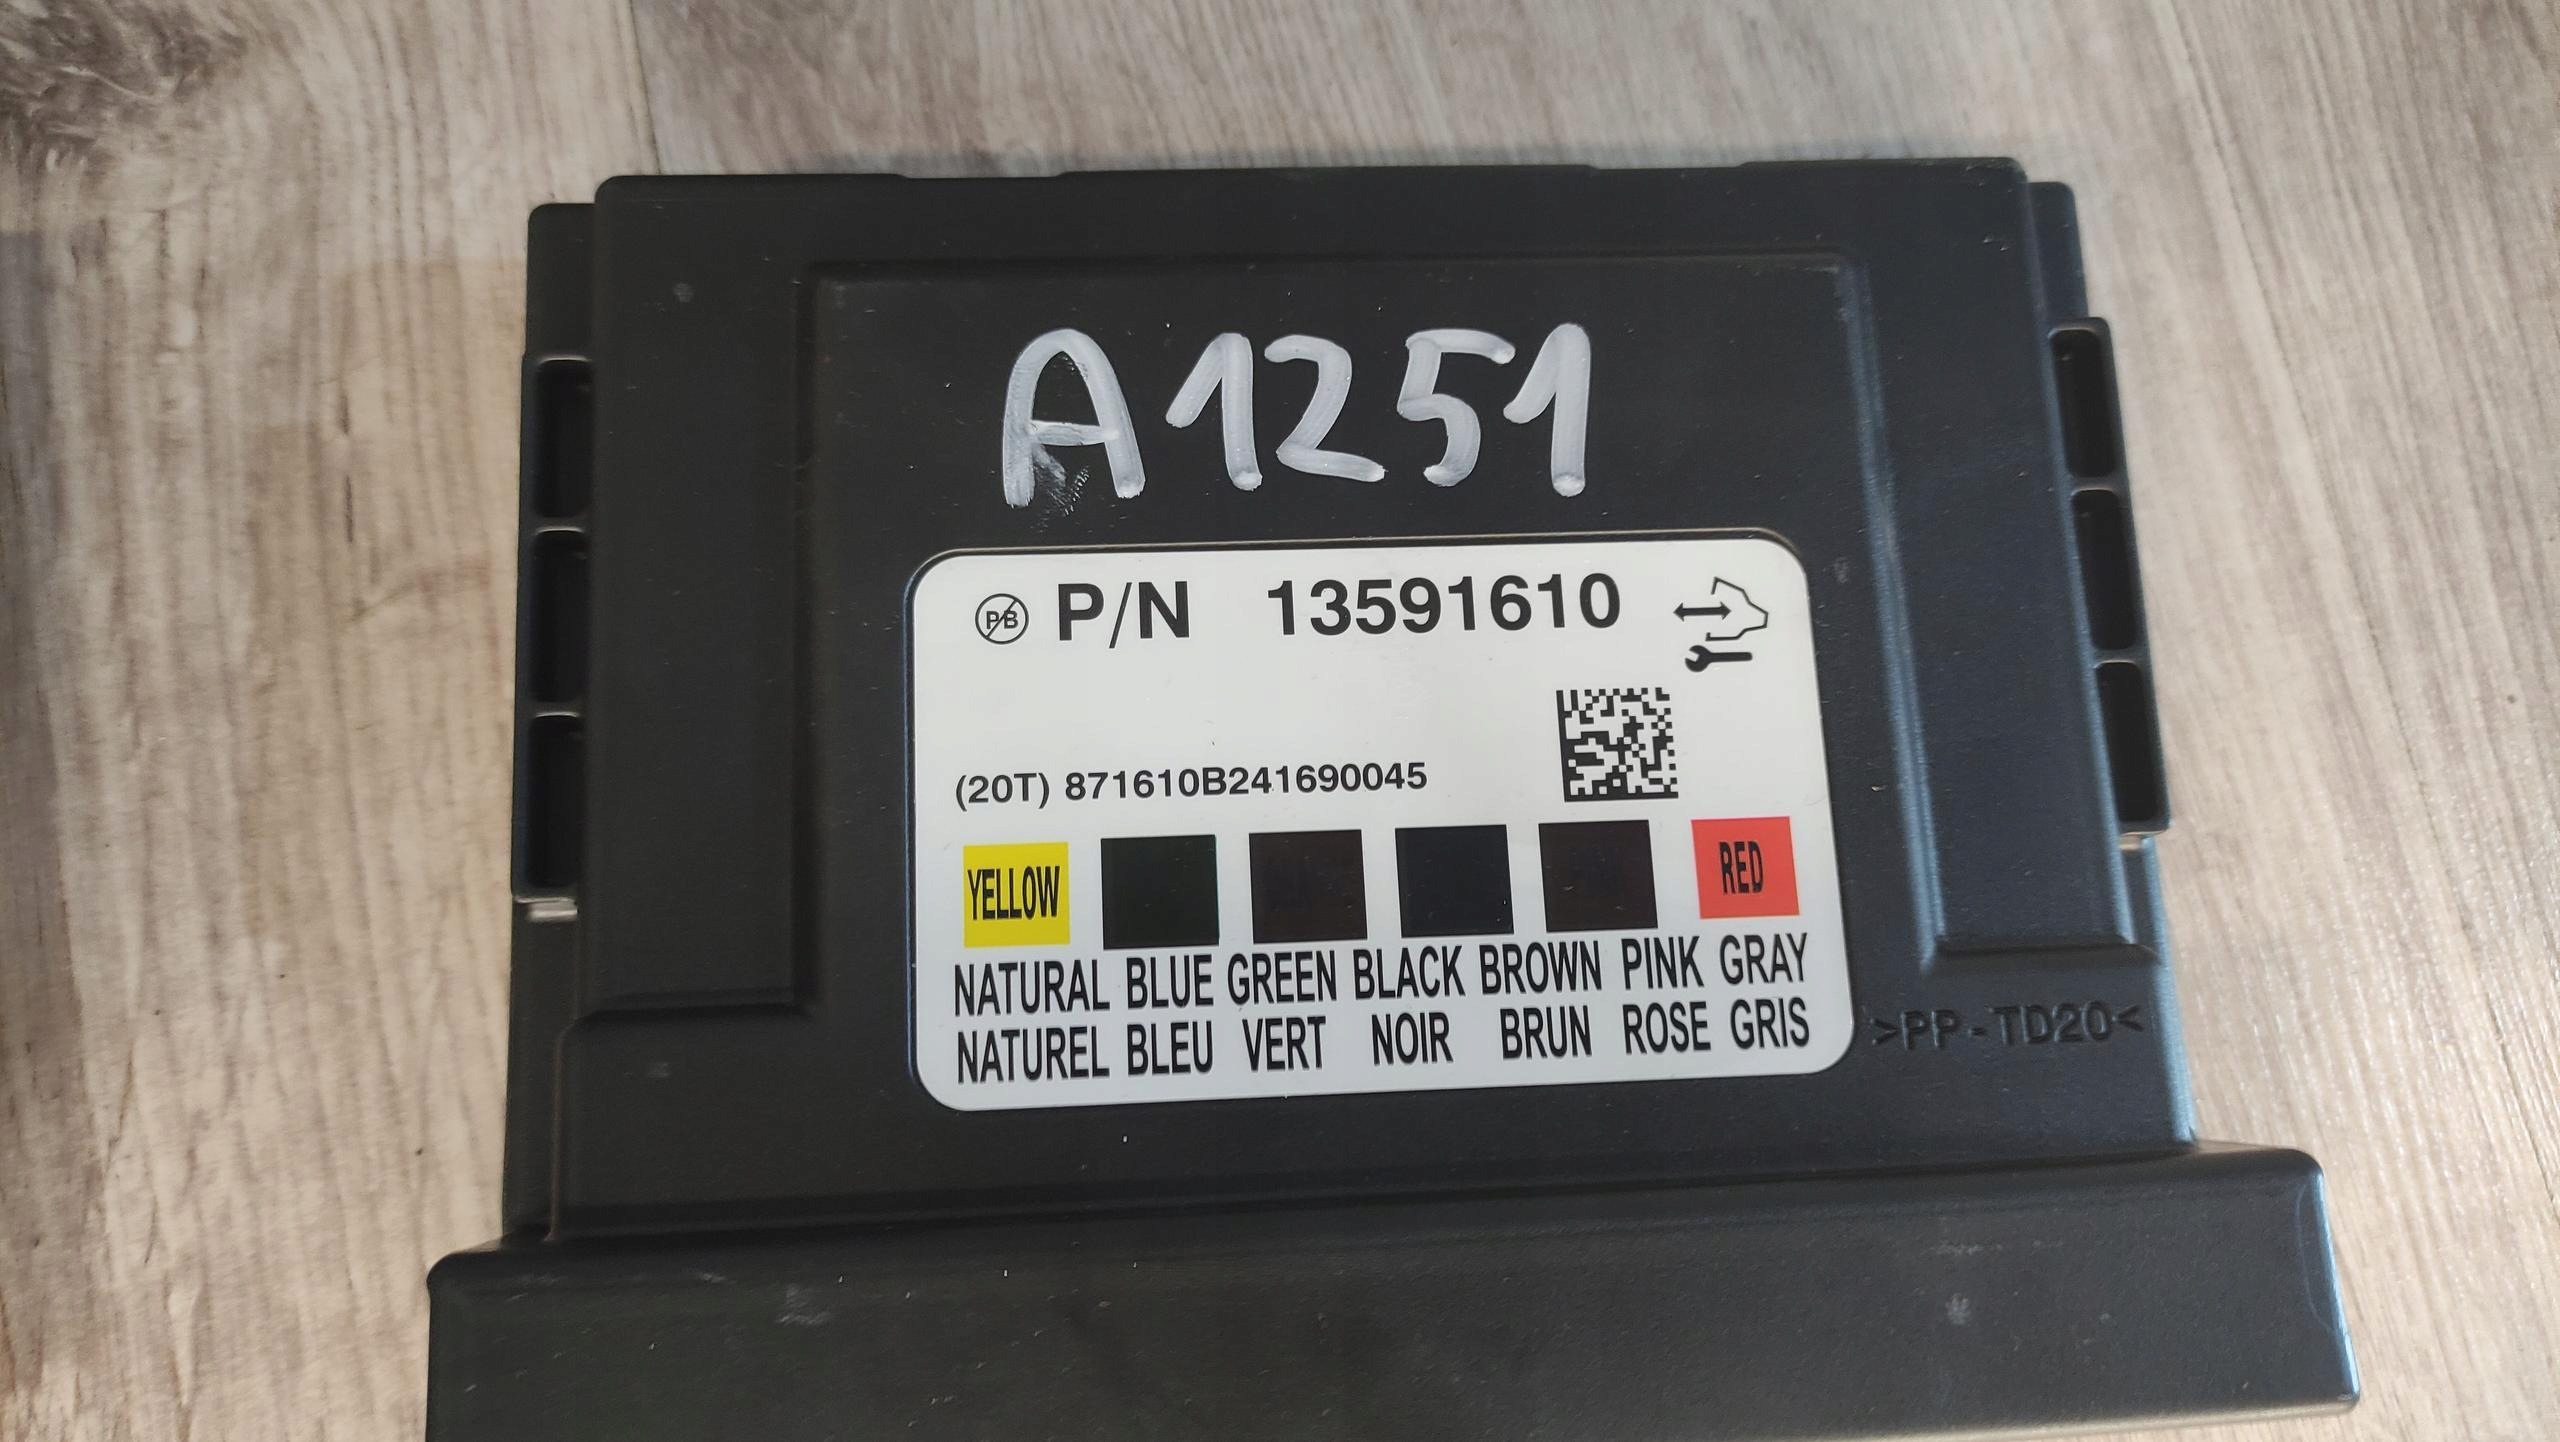 A1251
PB P/N 13591610
(20T) 871610B241690045
YELLOW RED
NATURAL BLUE GREEN BLACK BROWN PINK GRAY
NATUREL BLEU VERT NOIR BRUN ROSE GRIS
>PP-TD20<